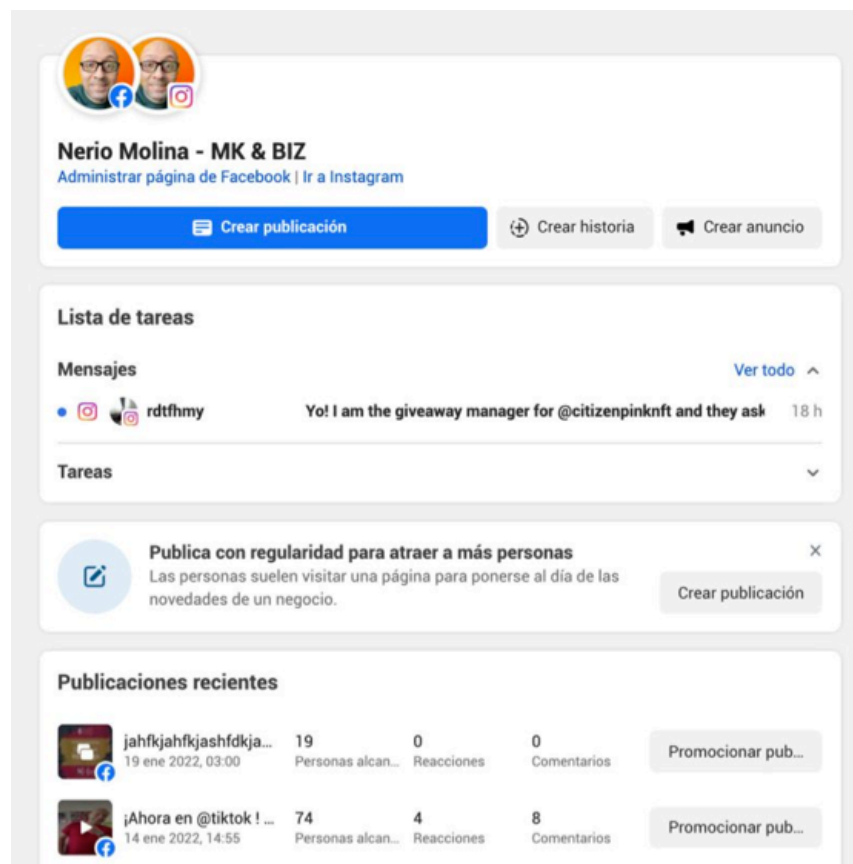 Nerio Molina - MK & BIZ
Administrar página de Facebook | Ir a Instagram
Crear publicación
Crear historia
Crear anuncio
Lista de tareas
Mensajes
Ver todo
rdtfhmy Yo! I am the giveaway manager for @citizenpinknft and they ask 18 h
Tareas
Publica con regularidad para atraer a más personas
Las personas suelen visitar una página para ponerse al día de las
novedades de un negocio.
Crear publicación
Publicaciones recientes
jahfkjahfkjashfdkja... 19 0 0
19 ene 2022, 03:00 Personas alcan... Reacciones Comentarios
Promocionar pub...
¡Ahora en @tiktok ! ... 74 4 8
14 ene 2022, 14:55 Personas alcan... Reacciones Comentarios
Promocionar pub...